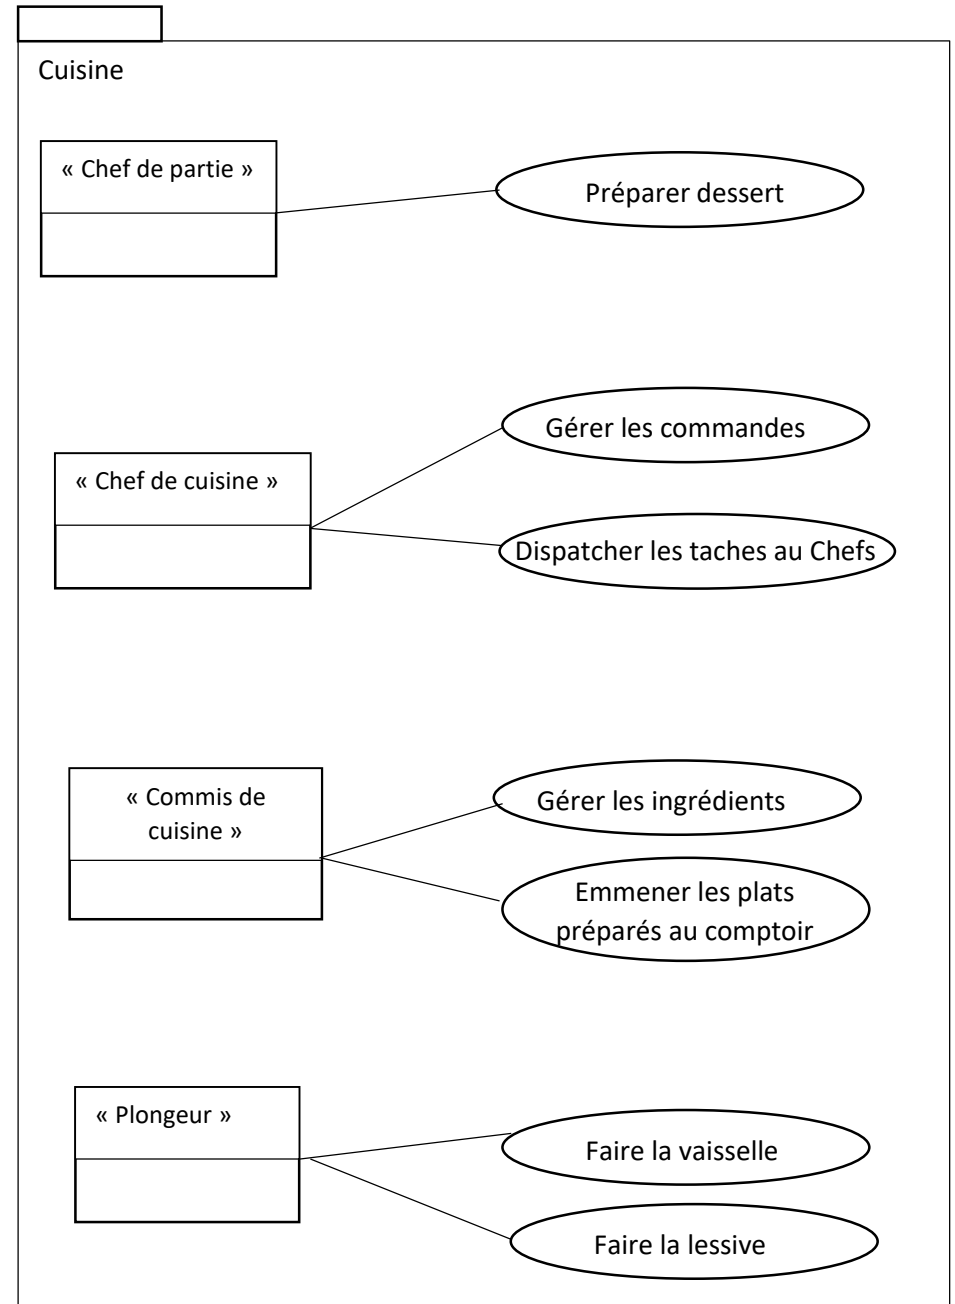 Cuisine
« Chef de partie »
Préparer dessert
Gérer les commandes
« Chef de cuisine »
Dispatcher les taches au Chefs
« Commis de
cuisine »
Gérer les ingrédients
Emmener les plats
préparés au comptoir
« Plongeur »
Faire la vaisselle
Faire la lessive